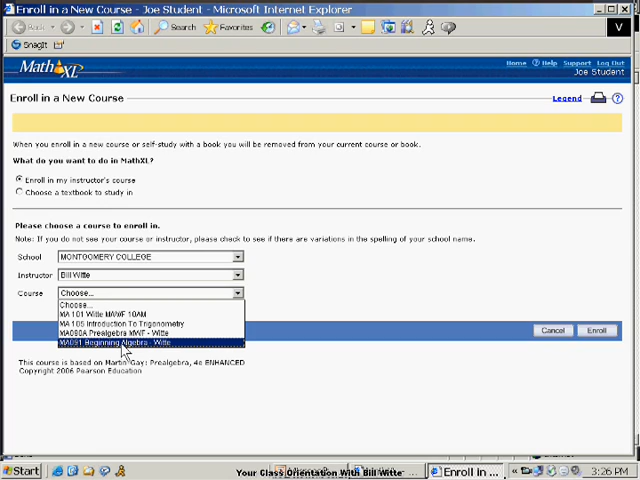 Enroll in a New Course - Joe Student - Microsoft Internet Explorer
Back
Search
Favorites
SnagIt
MathXL
Home Help Support Log Out
Joe Student
Enroll in a New Course
Legend
When you enroll in a new course or self-study with a book you will be removed from your current course or book.
What do you want to do in MathXL?
Enroll in my instructor's course
Choose a textbook to study in
Please choose a course to enroll in.
Note: If you do not see your course or instructor, please check to see if there are variations in the spelling of your school name.
School MONTGOMERY COLLEGE
Instructor Bill Witte
Course Choose...
Choose...
MA 101 Witte MWF 10AM
MA 105 Introduction To Trigonometry
MA090A Prealgebra MWF - Witte
MA091 Beginning Algebra - Witte
Cancel Enroll
This course is based on Martin-Gay: Prealgebra, 4e ENHANCED
Copyright 2006 Pearson Education
Start
Your Class Orientation With Bill Witte
Enroll in ...
3:26 PM